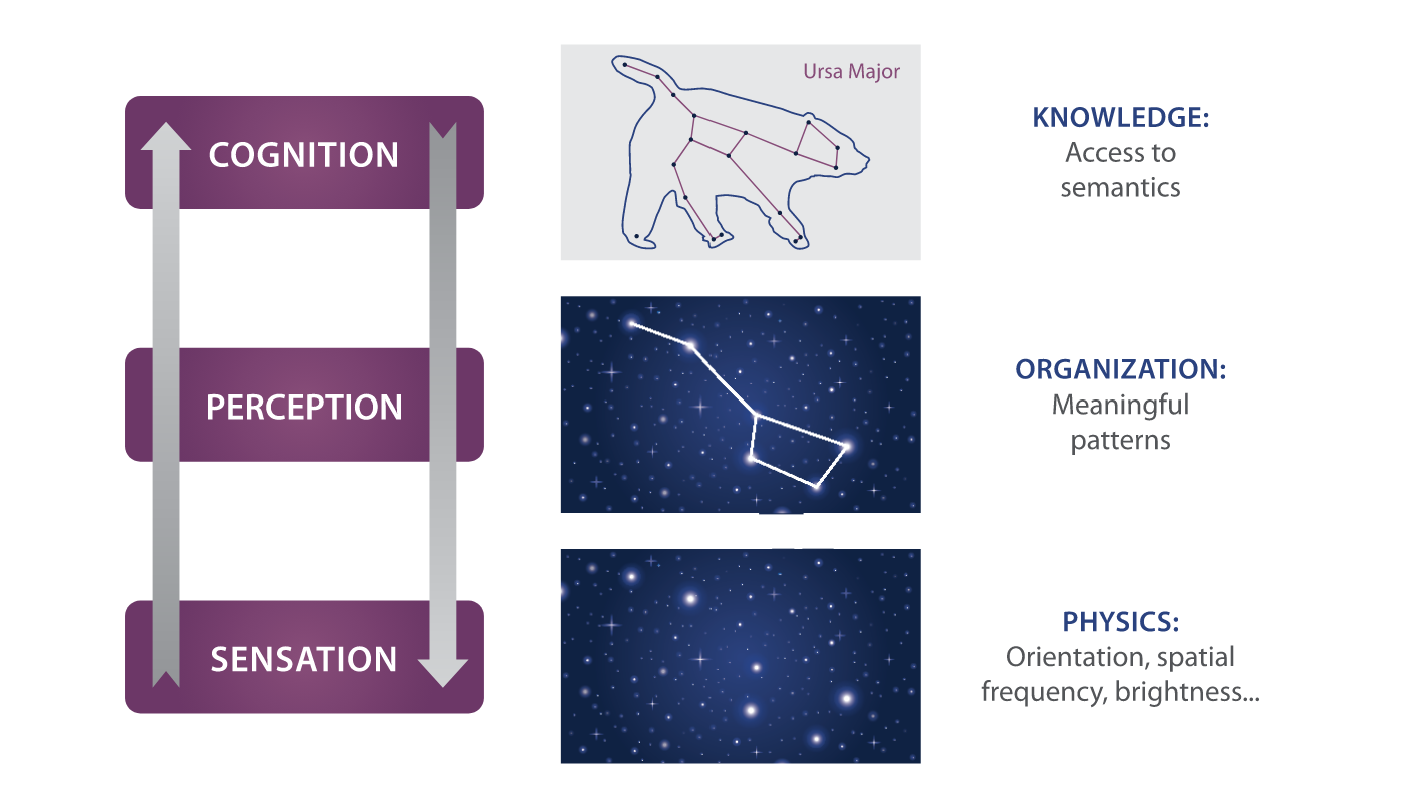 COGNITION
Ursa Major
KNOWLEDGE:
Access to
semantics
PERCEPTION
ORGANIZATION:
Meaningful
patterns
SENSATION
PHYSICS:
Orientation, spatial
frequency, brightness...